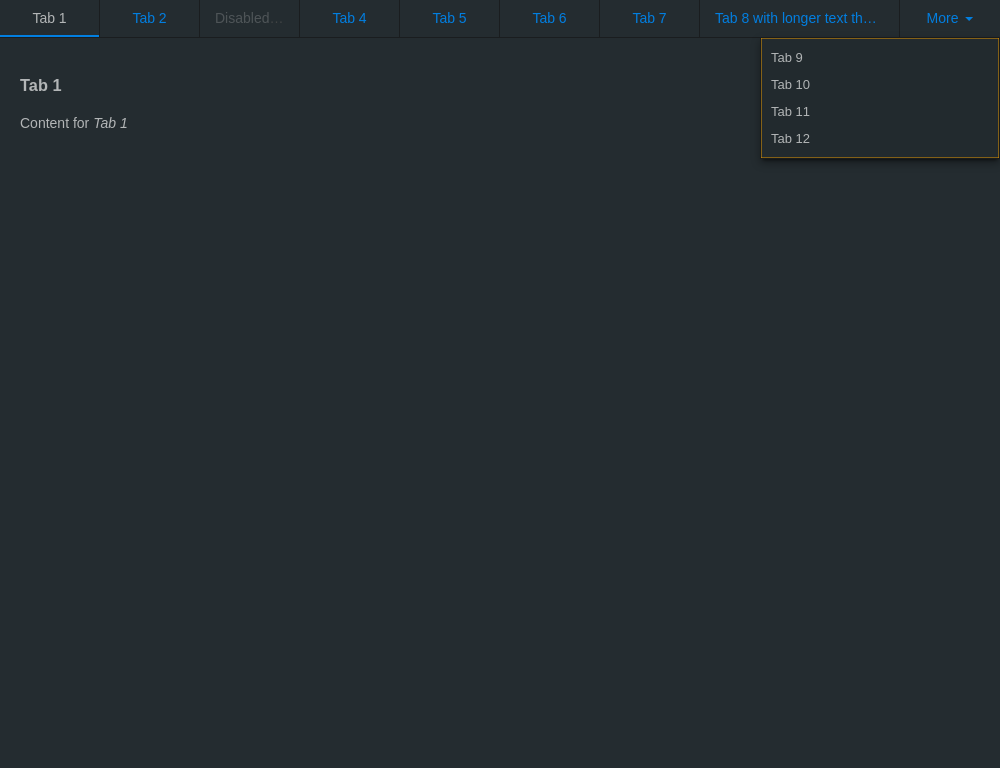 Tab 1 Tab 2 Disabled… Tab 4 Tab 5 Tab 6 Tab 7 Tab 8 with longer text th… More
Tab 9
Tab 10
Tab 11
Tab 12
Tab 1
Content for Tab 1